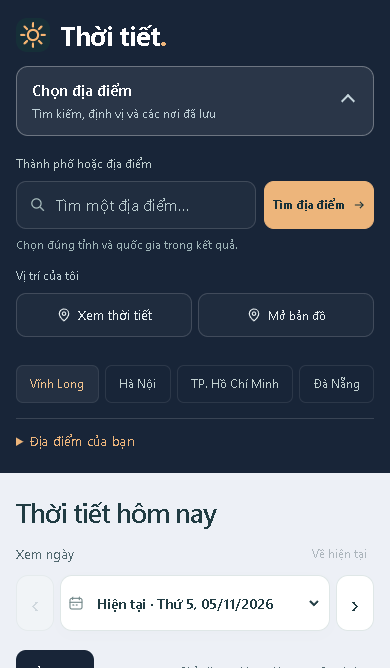 Thời tiết.
Chọn địa điểm
Tìm kiếm, định vị và các nơi đã lưu
Thành phố hoặc địa điểm
Tìm một địa điểm...
Tìm địa điểm →
Chọn đúng tỉnh và quốc gia trong kết quả.
Vị trí của tôi
Xem thời tiết
Mở bản đồ
Vĩnh Long
Hà Nội
TP. Hồ Chí Minh
Đà Nẵng
Địa điểm của bạn
Thời tiết hôm nay
Xem ngày
Về hiện tại
Hiện tại · Thứ 5, 05/11/2026